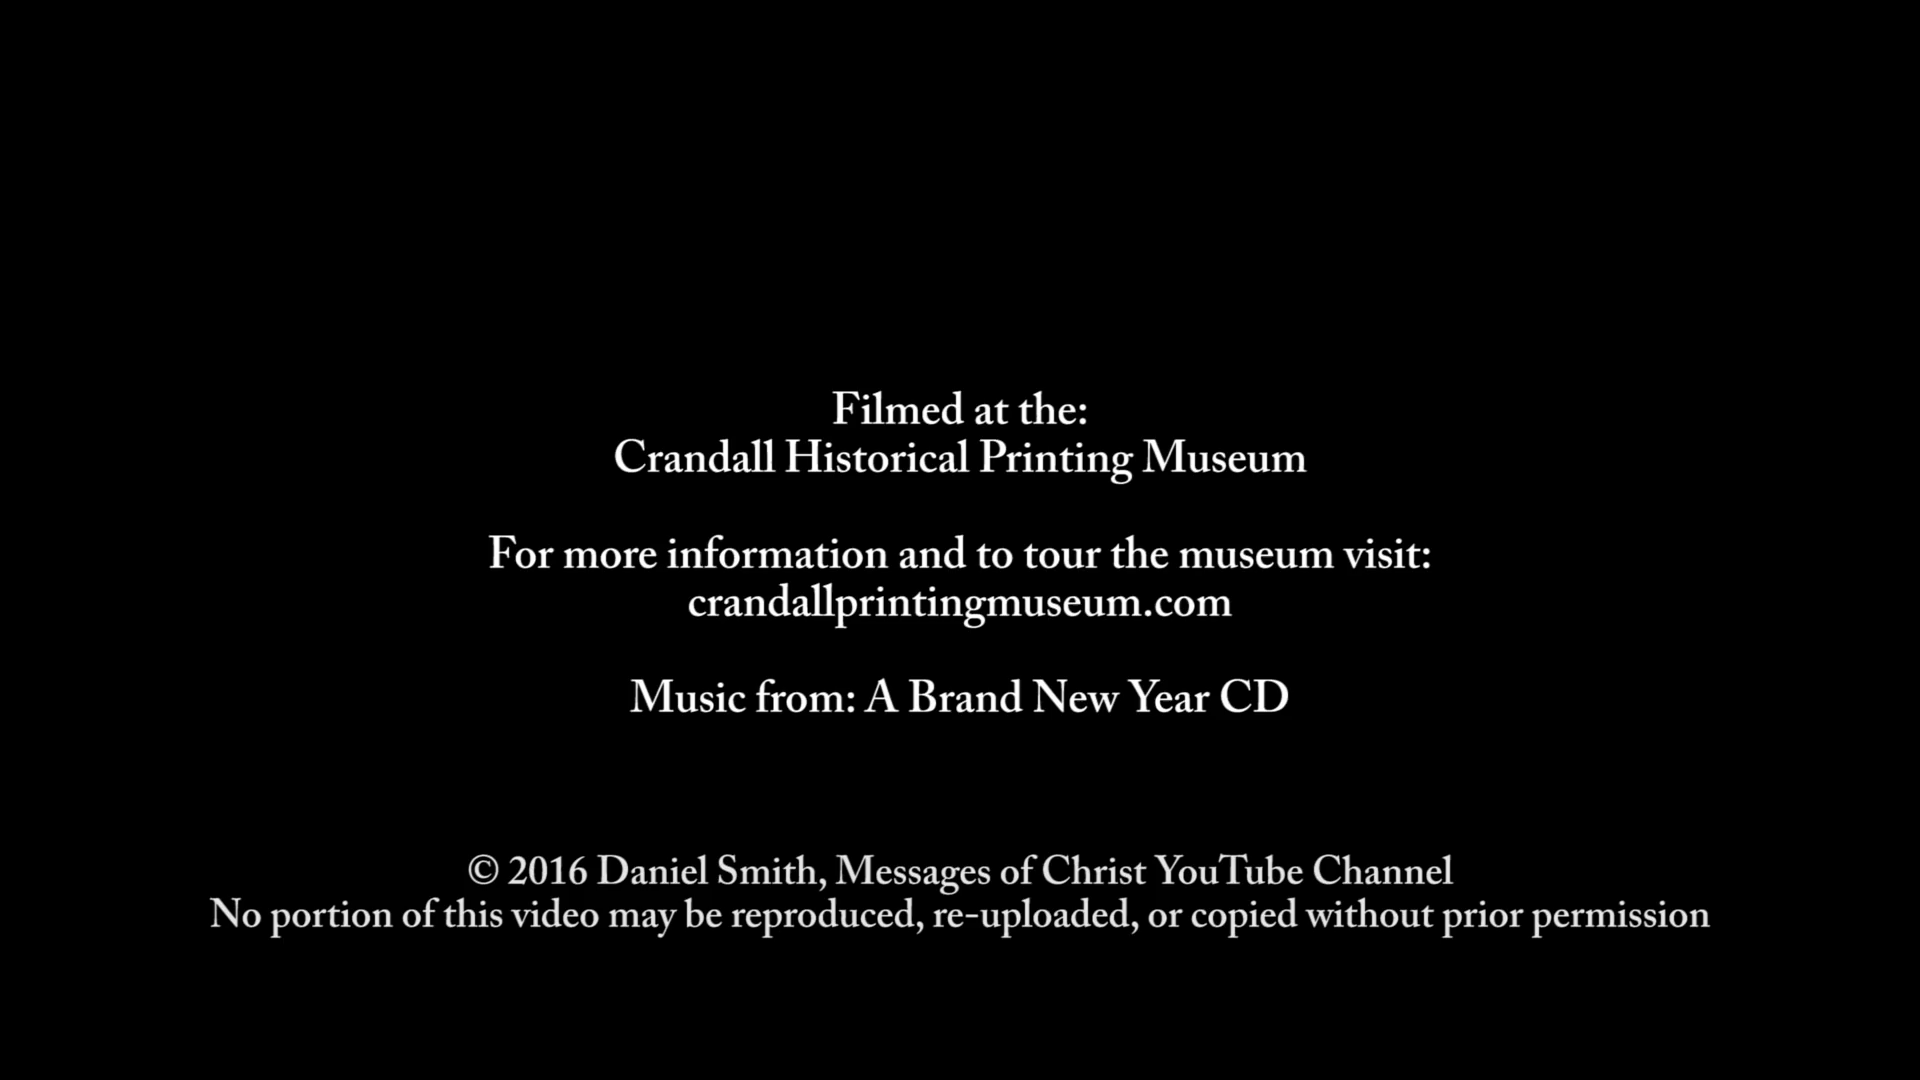 Filmed at the:
Crandall Historical Printing Museum
For more information and to tour the museum visit:
crandallprintingmuseum.com
Music from: A Brand New Year CD
© 2016 Daniel Smith, Messages of Christ YouTube Channel
No portion of this video may be reproduced, re-uploaded, or copied without prior permission